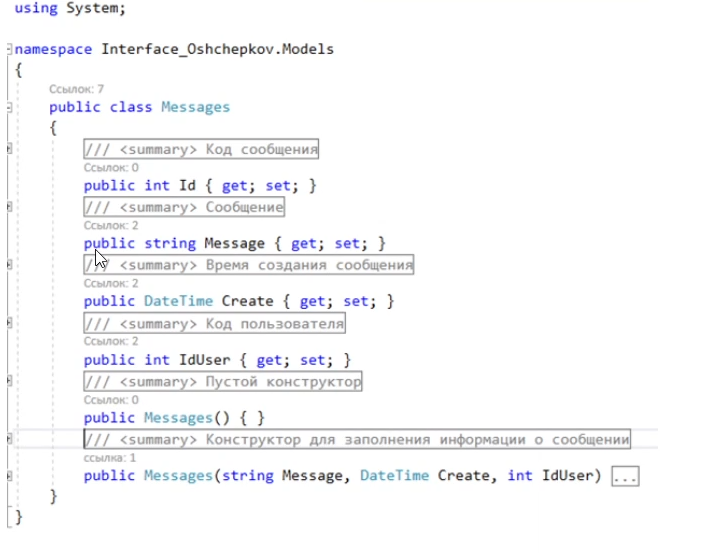 using System;
namespace Interface_Oshchepkov.Models
{
Ссылок: 7
public class Messages
{
/// <summary> Код сообщения
Ссылок: 0
public int Id { get; set; }
/// <summary> Сообщение
Ссылок: 2
public string Message { get; set; }
/// <summary> Время создания сообщения
Ссылок: 2
public DateTime Create { get; set; }
/// <summary> Код пользователя
Ссылок: 2
public int IdUser { get; set; }
/// <summary> Пустой конструктор
Ссылок: 0
public Messages() { }
/// <summary> Конструктор для заполнения информации о сообщении
ссылка: 1
public Messages(string Message, DateTime Create, int IdUser) ...
}
}